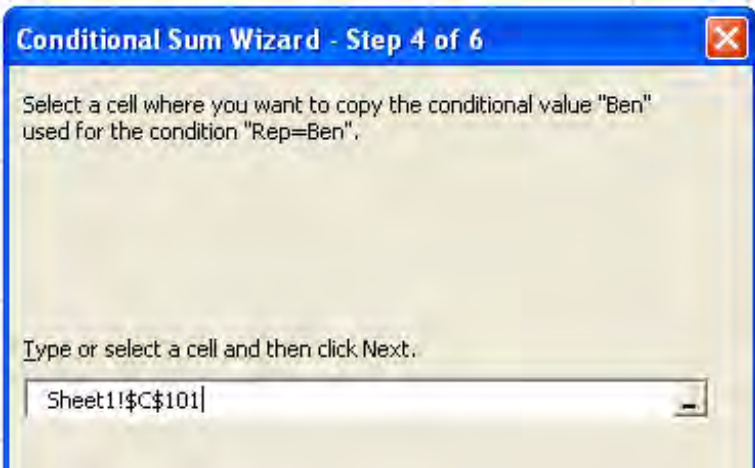 Conditional Sum Wizard - Step 4 of 6
Select a cell where you want to copy the conditional value "Ben"
used for the condition "Rep=Ben".
Type or select a cell and then click Next.
Sheet1!$C$101